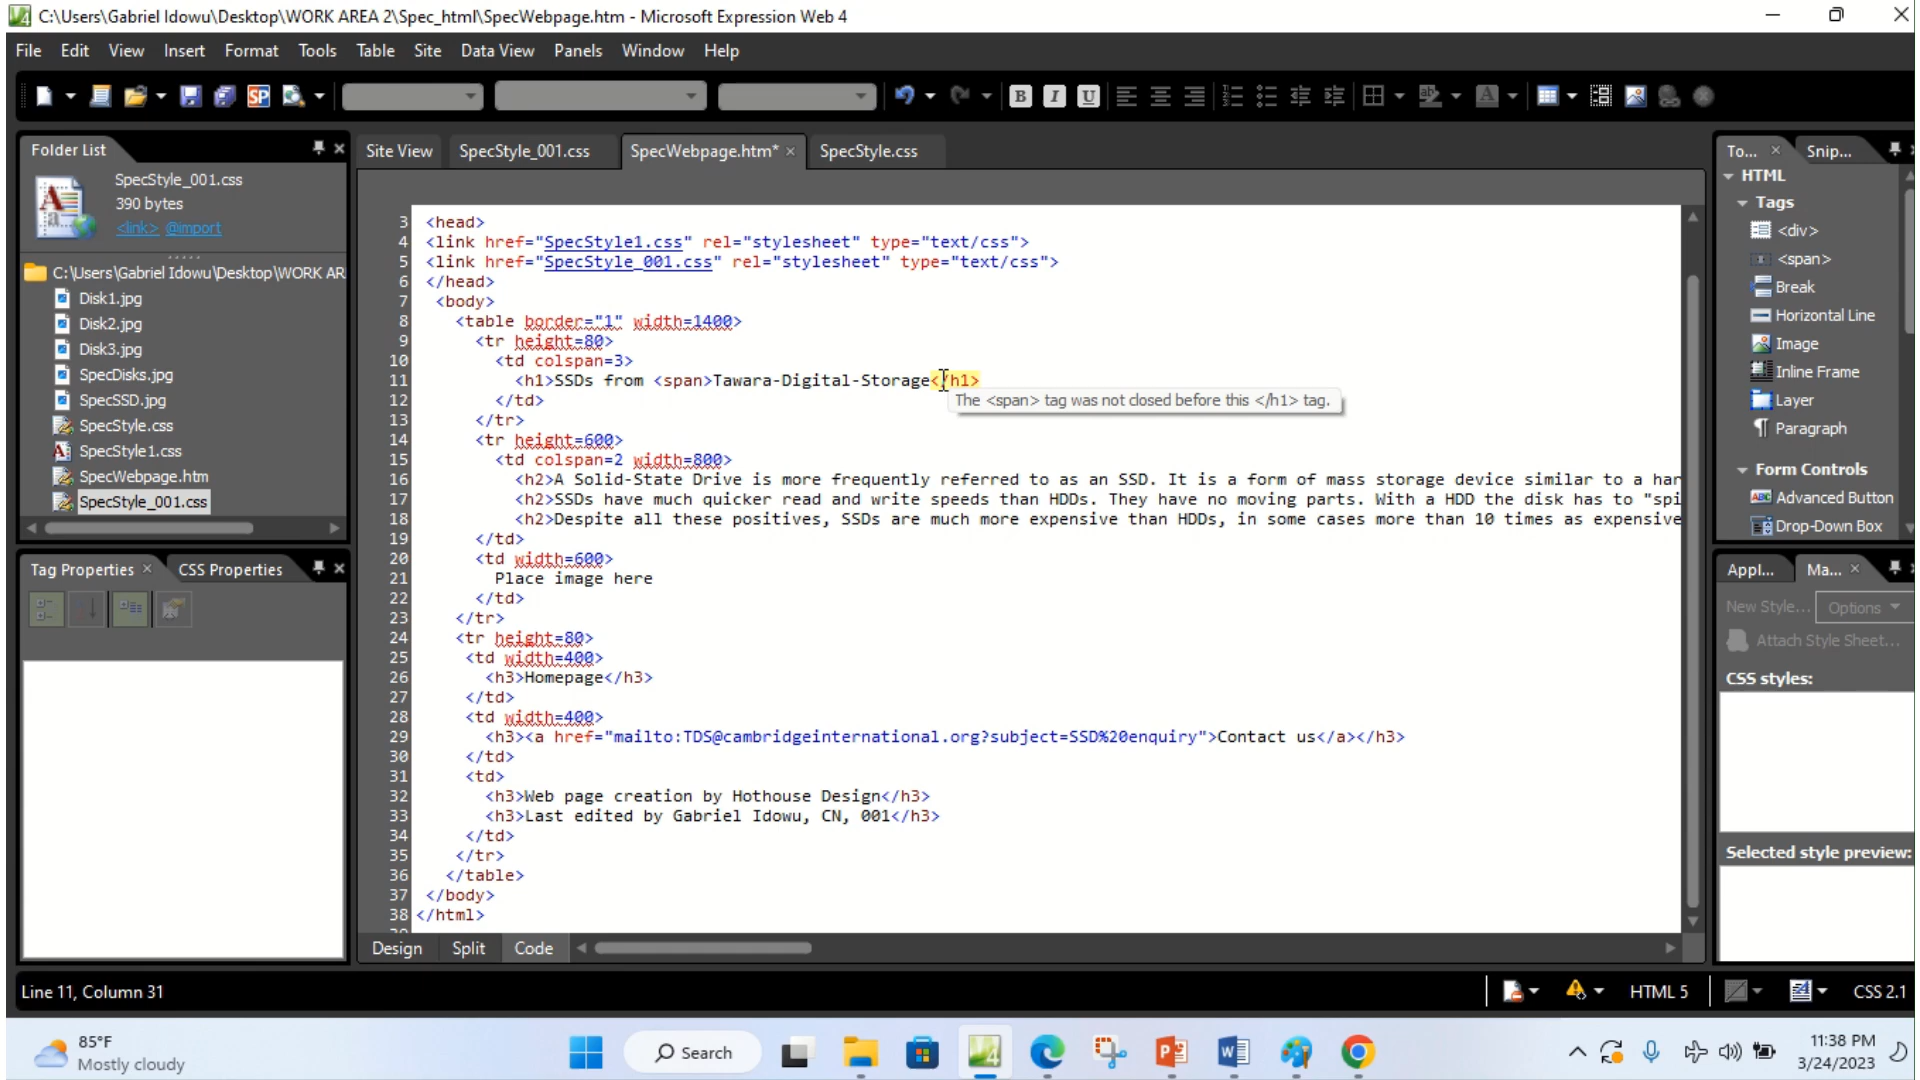 C:\Users\Gabriel Idowu\Desktop\WORK AREA 2\Spec_html\SpecWebpage.htm - Microsoft Expression Web 4
File Edit View Insert Format Tools Table Site Data View Panels Window Help
Folder List
SpecStyle_001.css
390 bytes
<link> @import
C:\Users\Gabriel Idowu\Desktop\WORK AR
Disk1.jpg
Disk2.jpg
Disk3.jpg
SpecDisks.jpg
SpecSSD.jpg
SpecStyle.css
SpecStyle1.css
SpecWebpage.htm
SpecStyle_001.css
Tag Properties CSS Properties
Site View SpecStyle_001.css SpecWebpage.htm* SpecStyle.css
3 <head>
4 <link href="SpecStyle1.css" rel="stylesheet" type="text/css">
5 <link href="SpecStyle_001.css" rel="stylesheet" type="text/css">
6 </head>
7 <body>
8 <table border="1" width=1400>
9 <tr height=80>
10 <td colspan=3>
11 <h1>SSDs from <span>Tawara-Digital-Storage</h1>
The <span> tag was not closed before this </h1> tag.
12 </td>
13 </tr>
14 <tr height=600>
15 <td colspan=2 width=800>
16 <h2>A Solid-State Drive is more frequently referred to as an SSD. It is a form of mass storage device similar to a har
17 <h2>SSDs have much quicker read and write speeds than HDDs. They have no moving parts. With a HDD the disk has to "spi
18 <h2>Despite all these positives, SSDs are much more expensive than HDDs, in some cases more than 10 times as expensive
19 </td>
20 <td width=600>
21 Place image here
22 </td>
23 </tr>
24 <tr height=80>
25 <td width=400>
26 <h3>Homepage</h3>
27 </td>
28 <td width=400>
29 <h3><a href="mailto:TDS@cambridgeinternational.org?subject=SSD%20enquiry">Contact us</a></h3>
30 </td>
31 <td>
32 <h3>Web page creation by Hothouse Design</h3>
33 <h3>Last edited by Gabriel Idowu, CN, 001</h3>
34 </td>
35 </tr>
36 </table>
37 </body>
38 </html>
Design Split Code
To... Snip...
HTML
Tags
<div>
<span>
Break
Horizontal Line
Image
Inline Frame
Layer
Paragraph
Form Controls
Advanced Button
Drop-Down Box
Appl... Ma...
New Style... Options
Attach Style Sheet...
CSS styles:
Selected style preview:
Line 11, Column 31
HTML 5 CSS 2.1
85°F
Mostly cloudy
Search
11:38 PM
3/24/2023